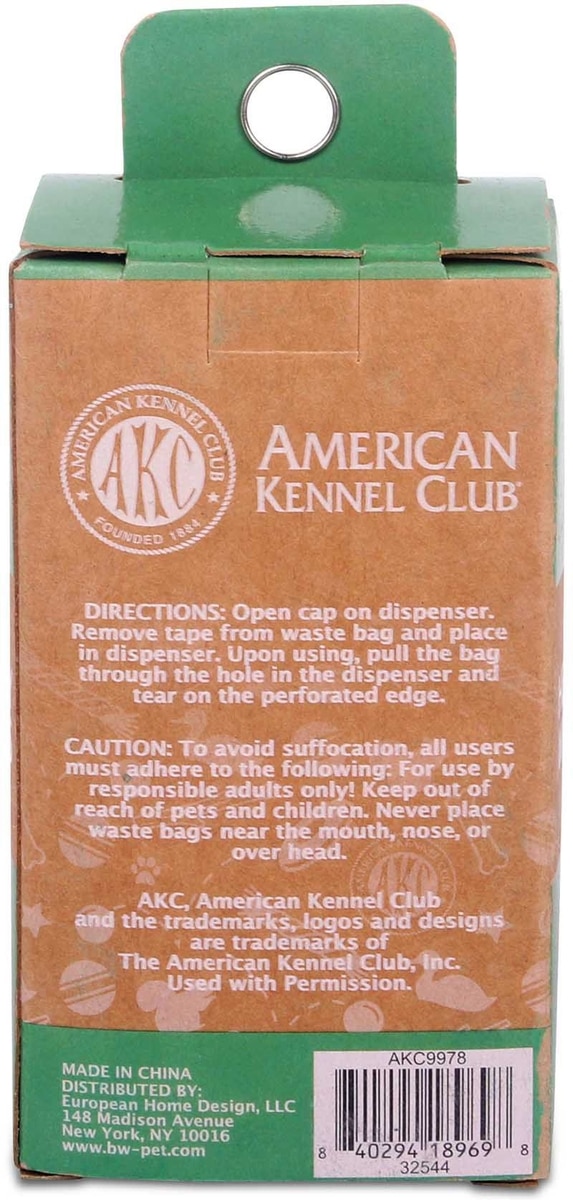 AMERICAN KENNEL CLUB
AKC
FOUNDED 1884
AMERICAN
KENNEL CLUB®
DIRECTIONS: Open cap on dispenser.
Remove tape from waste bag and place
in dispenser. Upon using, pull the bag
through the hole in the dispenser and
tear on the perforated edge.
CAUTION: To avoid suffocation, all users
must adhere to the following: For use by
responsible adults only! Keep out of
reach of pets and children. Never place
waste bags near the mouth, nose, or
over head.
AKC, American Kennel Club
and the trademarks, logos and designs
are trademarks of
The American Kennel Club, Inc.
Used with Permission.
MADE IN CHINA
DISTRIBUTED BY:
European Home Design, LLC
148 Madison Avenue
New York, NY 10016
www.bw-pet.com
AKC9978
8 40294 18969 8
32544